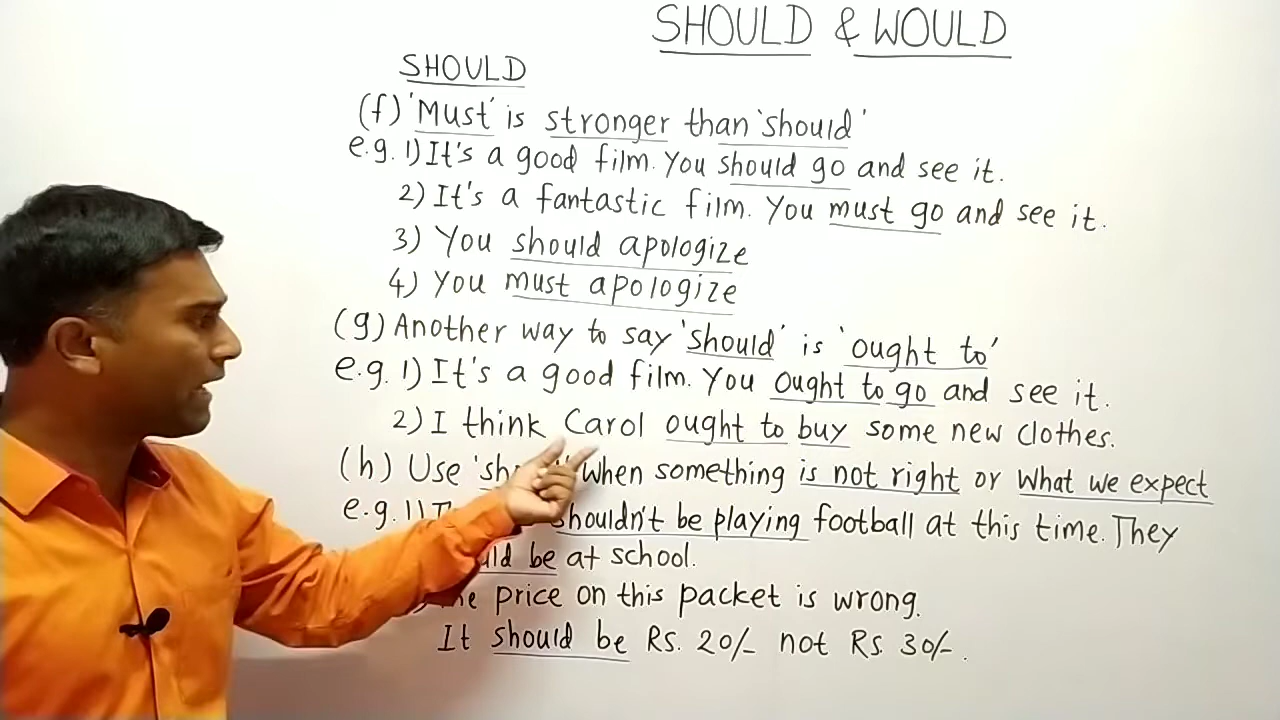 SHOULD & WOULD
SHOULD
(f) 'Must' is stronger than 'should'
e.g. 1) It's a good film. You should go and see it.
2) It's a fantastic film. You must go and see it.
3) You should apologize
4) You must apologize
(g) Another way to say 'should' is 'ought to'
e.g. 1) It's a good film. You ought to go and see it.
2) I think Carol ought to buy some new clothes.
(h) Use when something is not right or what we expect
e.g. 1) shouldn't be playing football at this time. They
be at school.
price on this packet is wrong.
It should be Rs. 20/- not Rs. 30/-.